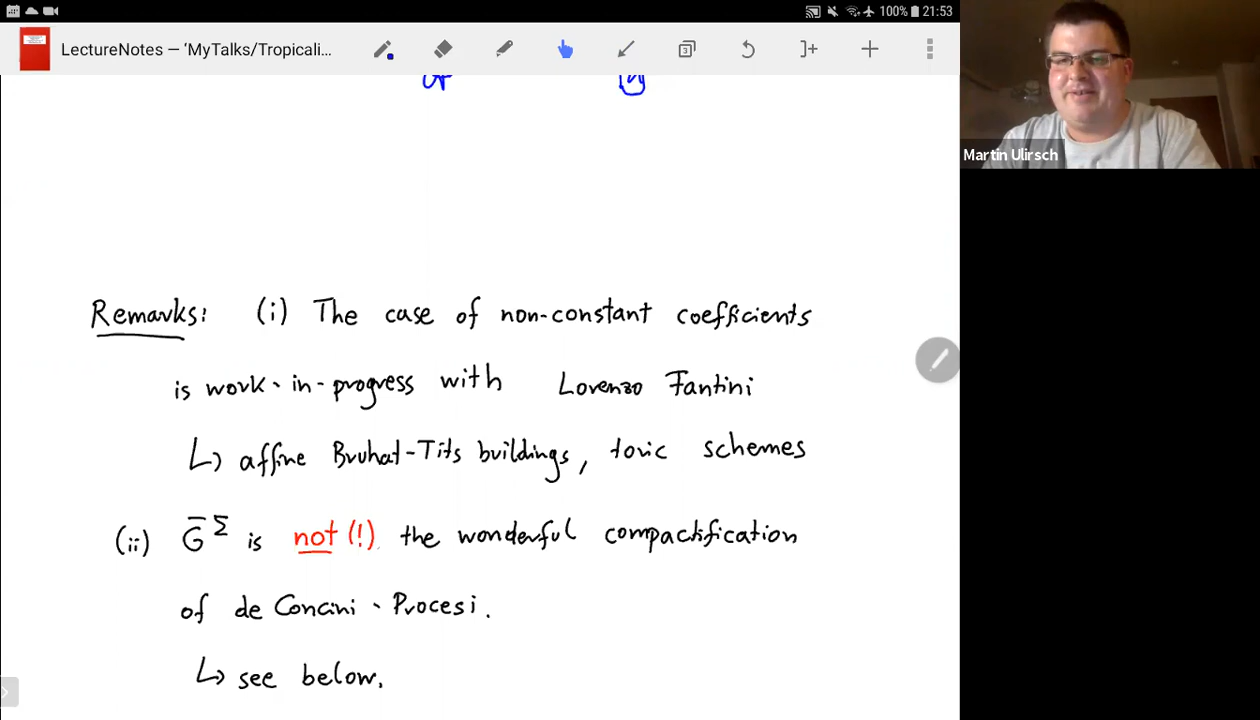 100% 21:53
LectureNotes — ‘MyTalks/Tropicali...
3
Martin Ulirsch
Remarks: (i) The case of non-constant coefficients
is work-in-progress with Lorenzo Fantini
↳ affine Bruhat-Tits buildings, toric schemes
(ii) G̅^Σ is not (!) the wonderful compactification
of de Concini-Procesi.
↳ see below.